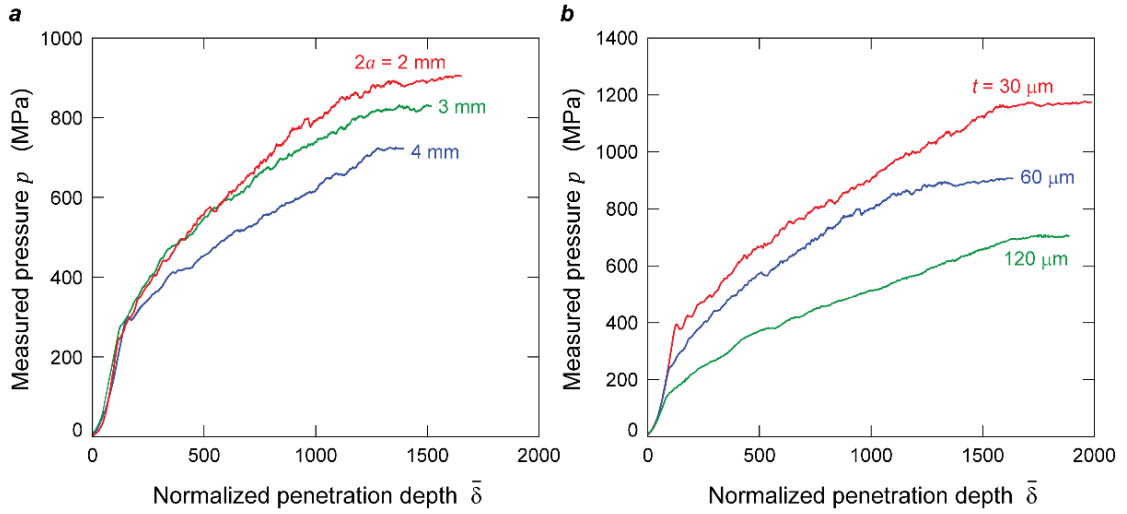 a
1000
800
600
400
200
0
Measured pressure p (MPa)
2a = 2 mm
3 mm
4 mm
0
500
1000
1500
2000
Normalized penetration depth δ̄
b
1400
1200
1000
800
600
400
200
0
Measured pressure p (MPa)
t = 30 μm
60 μm
120 μm
0
500
1000
1500
2000
Normalized penetration depth δ̄